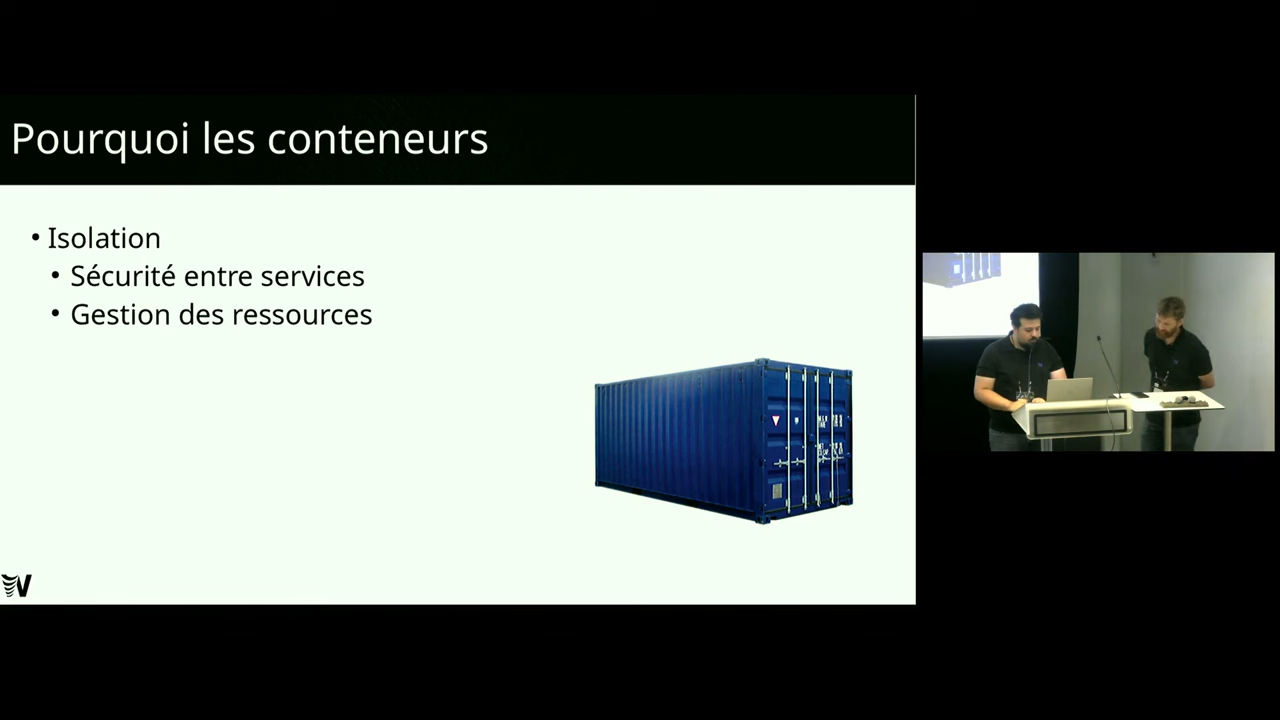 Pourquoi les conteneurs
• Isolation
• Sécurité entre services
• Gestion des ressources